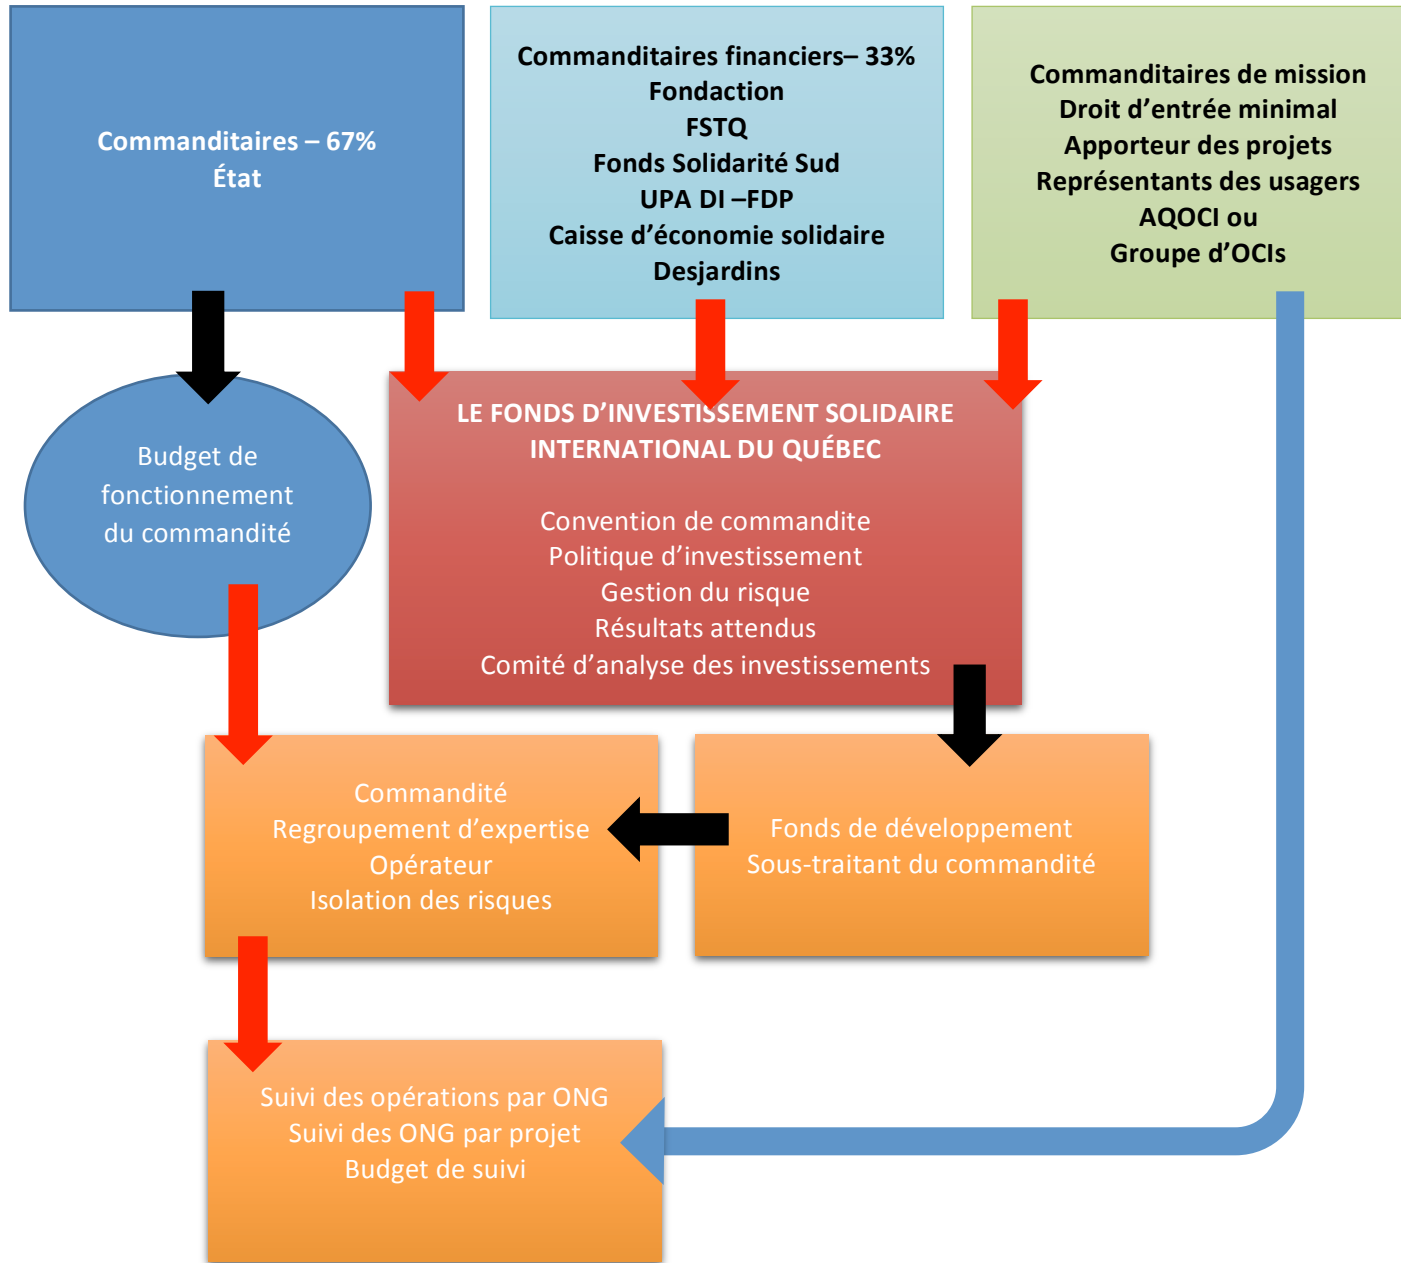 Commanditaires – 67%
État
Commanditaires financiers– 33%
Fondaction
FSTQ
Fonds Solidarité Sud
UPA DI –FDP
Caisse d’économie solidaire
Desjardins
Commanditaires de mission
Droit d’entrée minimal
Apporteur des projets
Représentants des usagers
AQOCI ou
Groupe d’OCIs
Budget de
fonctionnement
du commandité
LE FONDS D’INVESTISSEMENT SOLIDAIRE
INTERNATIONAL DU QUÉBEC
Convention de commandite
Politique d’investissement
Gestion du risque
Résultats attendus
Comité d’analyse des investissements
Commandité
Regroupement d’expertise
Opérateur
Isolation des risques
Fonds de développement
Sous-traitant du commandité
Suivi des opérations par ONG
Suivi des ONG par projet
Budget de suivi